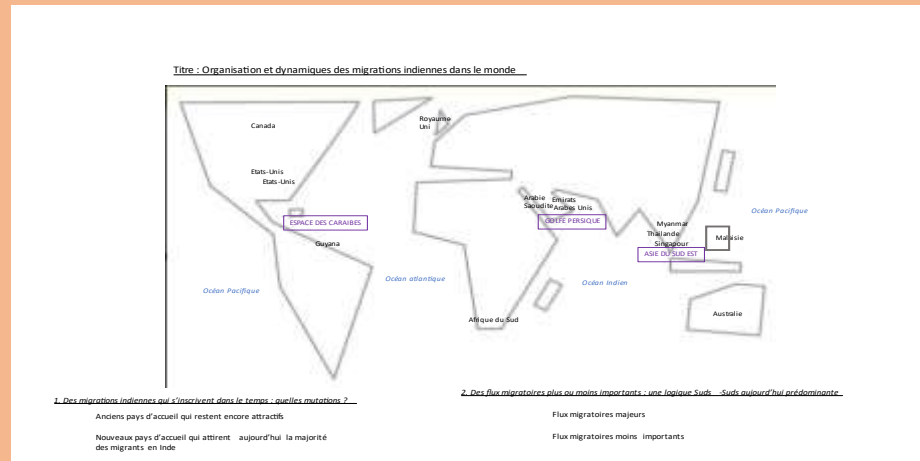 Titre : Organisation et dynamiques des migrations indiennes dans le monde
Canada
Royaume
Uni
Etats-Unis
Etats-Unis
Arabie
Saoudite
Emirats
Arabes Unis
ESPACE DES CARAIBES
GOLFE PERSIQUE
Océan Pacifique
Myanmar
Thaïlande
Singapour
Malaisie
Guyana
ASIE DU SUD EST
Océan atlantique
Océan Indien
Océan Pacifique
Australie
Afrique du Sud
1. Des migrations indiennes qui s'inscrivent dans le temps : quelles mutations ?
Anciens pays d'accueil qui restent encore attractifs
Nouveaux pays d'accueil qui attirent aujourd'hui la majorité
des migrants en Inde
2. Des flux migratoires plus ou moins importants : une logique Suds -Suds aujourd'hui prédominante
Flux migratoires majeurs
Flux migratoires moins importants